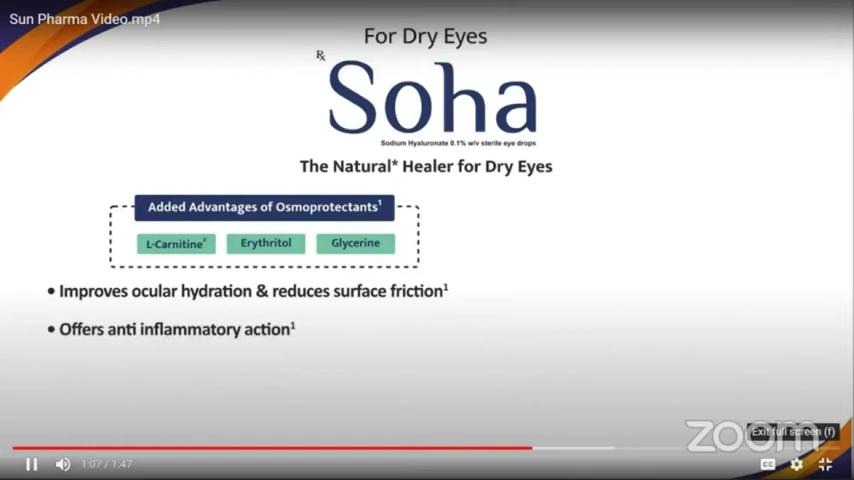 Sun Pharma Video.mp4
For Dry Eyes
℞
Soha
Sodium Hyaluronate 0.1% w/v sterile eye drops
The Natural* Healer for Dry Eyes
Added Advantages of Osmoprotectants¹
L-Carnitine# Erythritol Glycerine
• Improves ocular hydration & reduces surface friction¹
• Offers anti inflammatory action¹
zoom
Exit full screen (f)
1:07 / 1:47
CC